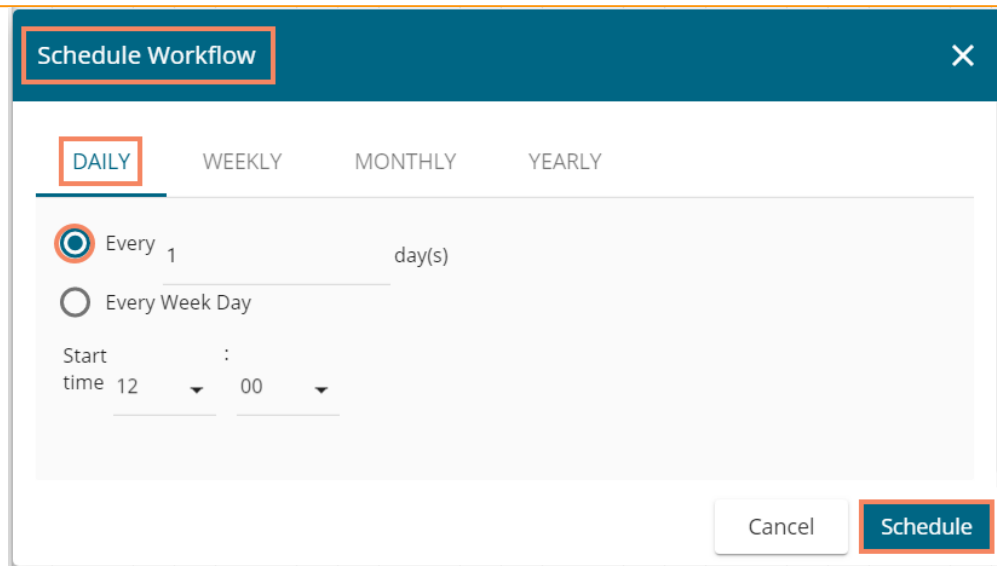 Schedule Workflow
DAILY WEEKLY MONTHLY YEARLY
Every 1 day(s)
Every Week Day
Start :
time 12 00
Cancel Schedule